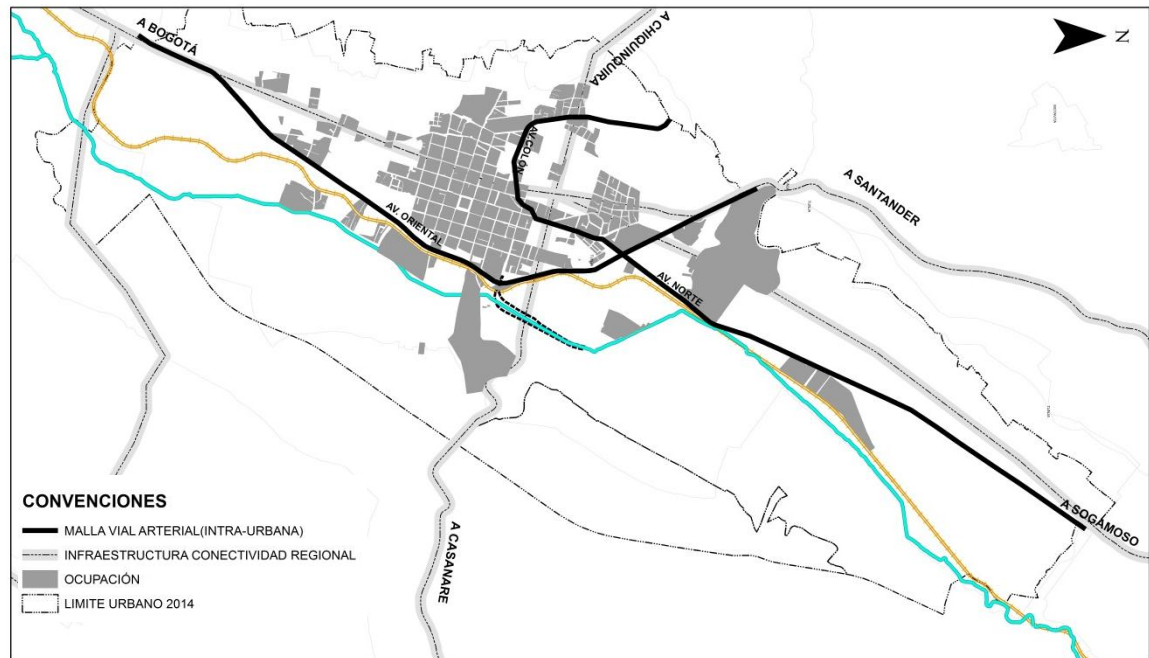 A BOGOTÁ
A CHIQUINQUIRA
N
AV.COLÓN
A SANTANDER
AV. ORIENTAL
AV. NORTE
A SOGAMOSO
A CASANARE
CONVENCIONES
MALLA VIAL ARTERIAL(INTRA-URBANA)
INFRAESTRUCTURA CONECTIVIDAD REGIONAL
OCUPACIÓN
LIMITE URBANO 2014